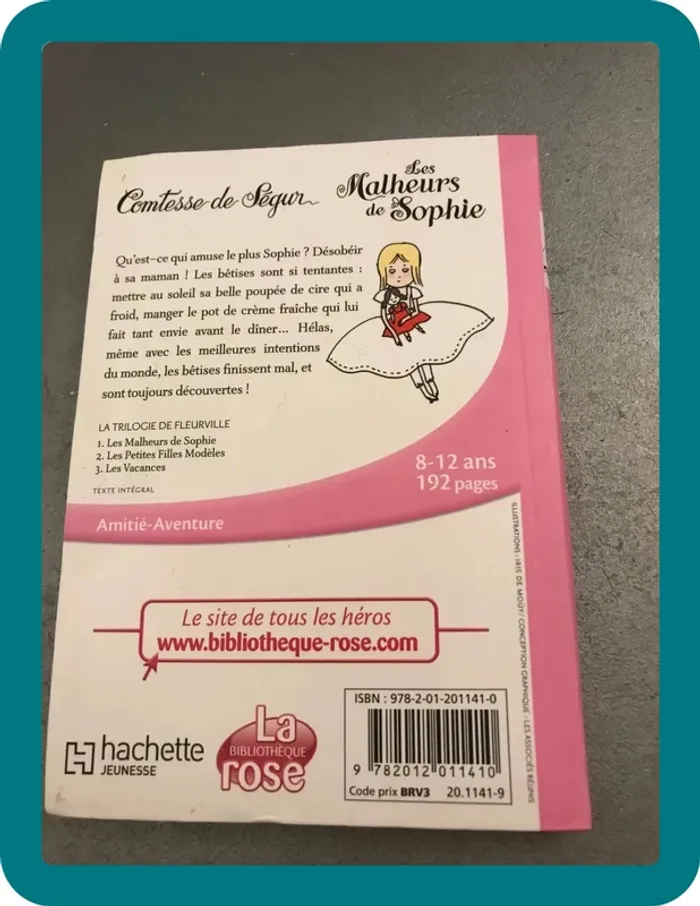 Comtesse de Ségur
Les
Malheurs
de Sophie
Qu'est-ce qui amuse le plus Sophie ? Désobéir
à sa maman ! Les bêtises sont si tentantes :
mettre au soleil sa belle poupée de cire qui a
froid, manger le pot de crème fraîche qui lui
fait tant envie avant le dîner... Hélas,
même avec les meilleures intentions
du monde, les bêtises finissent mal, et
sont toujours découvertes !
LA TRILOGIE DE FLEURVILLE
1. Les Malheurs de Sophie
2. Les Petites Filles Modèles
3. Les Vacances
TEXTE INTÉGRAL
8-12 ans
192 pages
Amitié-Aventure
ILLUSTRATIONS : IRIS DE MOÜY / CONCEPTION GRAPHIQUE : LES ASSOCIÉS RÉUNIS
Le site de tous les héros
www.bibliotheque-rose.com
hachette
JEUNESSE
La
BIBLIOTHÈQUE
rose
ISBN : 978-2-01-201141-0
9 782012 011410
Code prix BRV3 20.1141-9